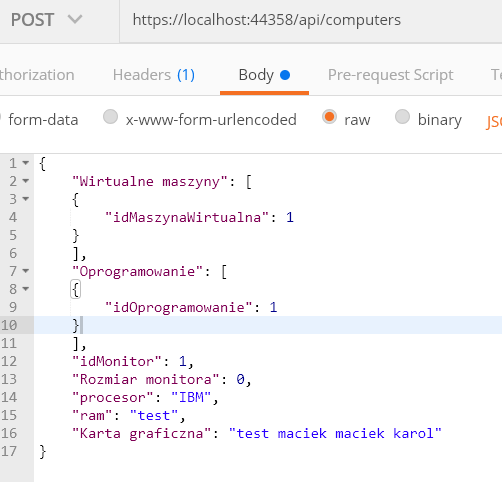 POST https://localhost:44358/api/computers
Headers (1) Body Pre-request Script
form-data x-www-form-urlencoded raw binary
1 {
2 "Wirtualne maszyny": [
3 {
4 "idMaszynaWirtualna": 1
5 }
6 ],
7 "Oprogramowanie": [
8 {
9 "idOprogramowanie": 1
10 }
11 ],
12 "idMonitor": 1,
13 "Rozmiar monitora": 0,
14 "procesor": "IBM",
15 "ram": "test",
16 "Karta graficzna": "test maciek maciek karol"
17 }